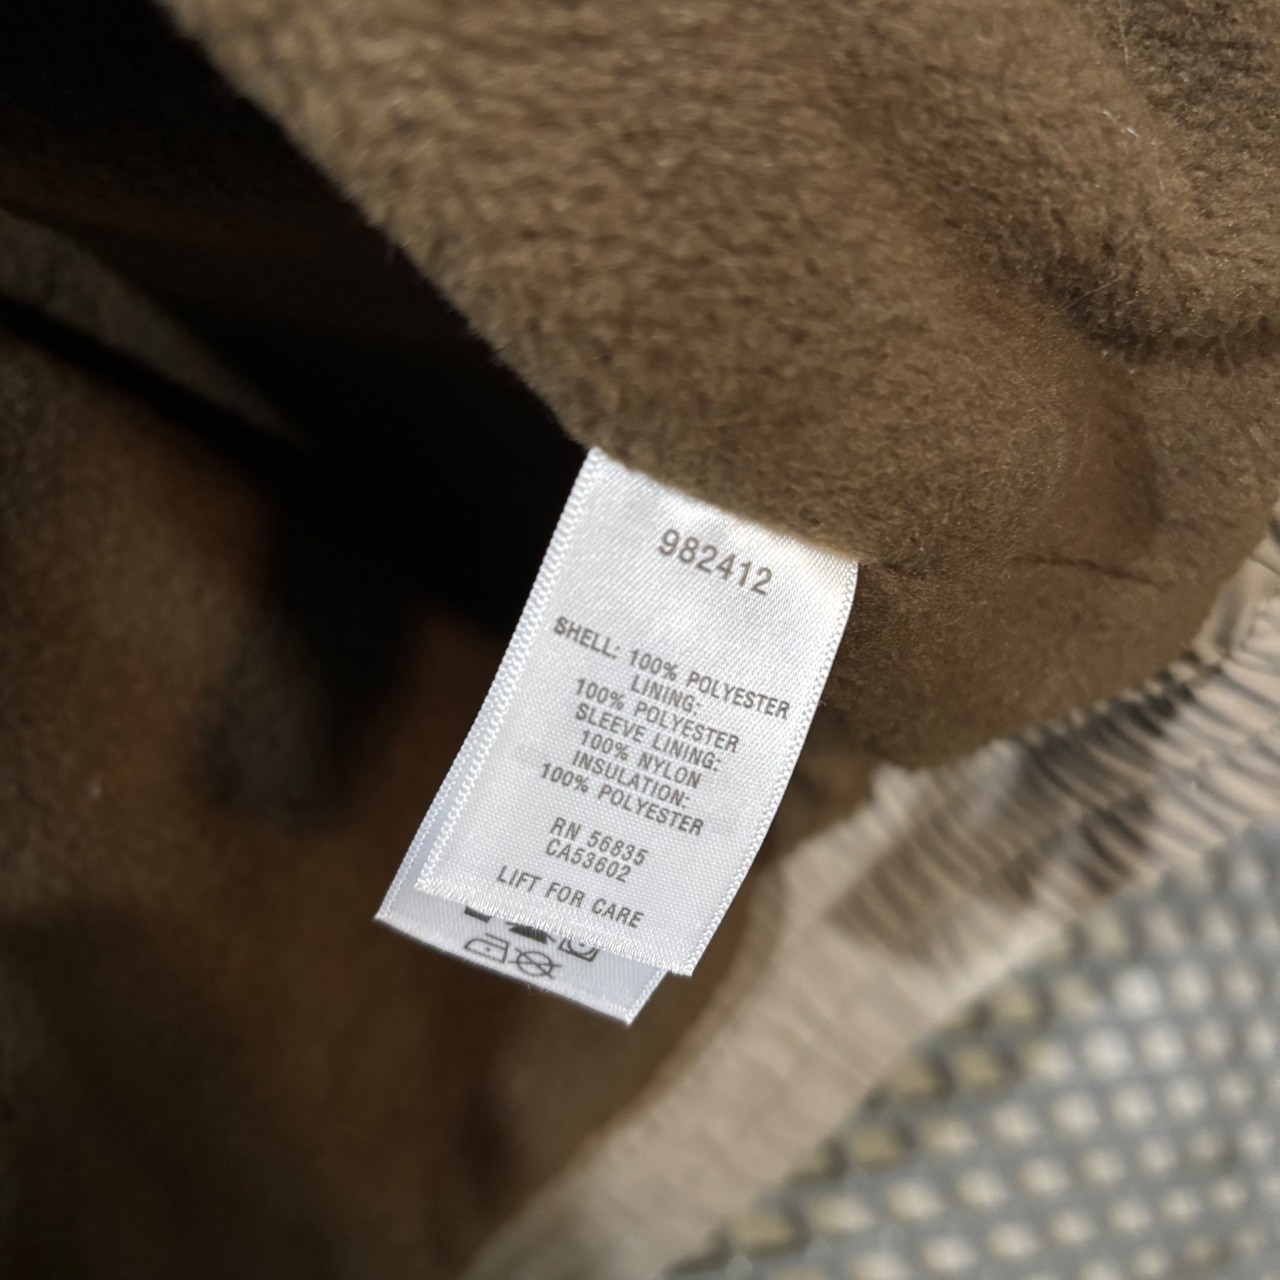 982412
SHELL: 100% POLYESTER
LINING:
100% POLYESTER
SLEEVE LINING:
100% NYLON
INSULATION:
100% POLYESTER
RN 56835
CA53602
LIFT FOR CARE